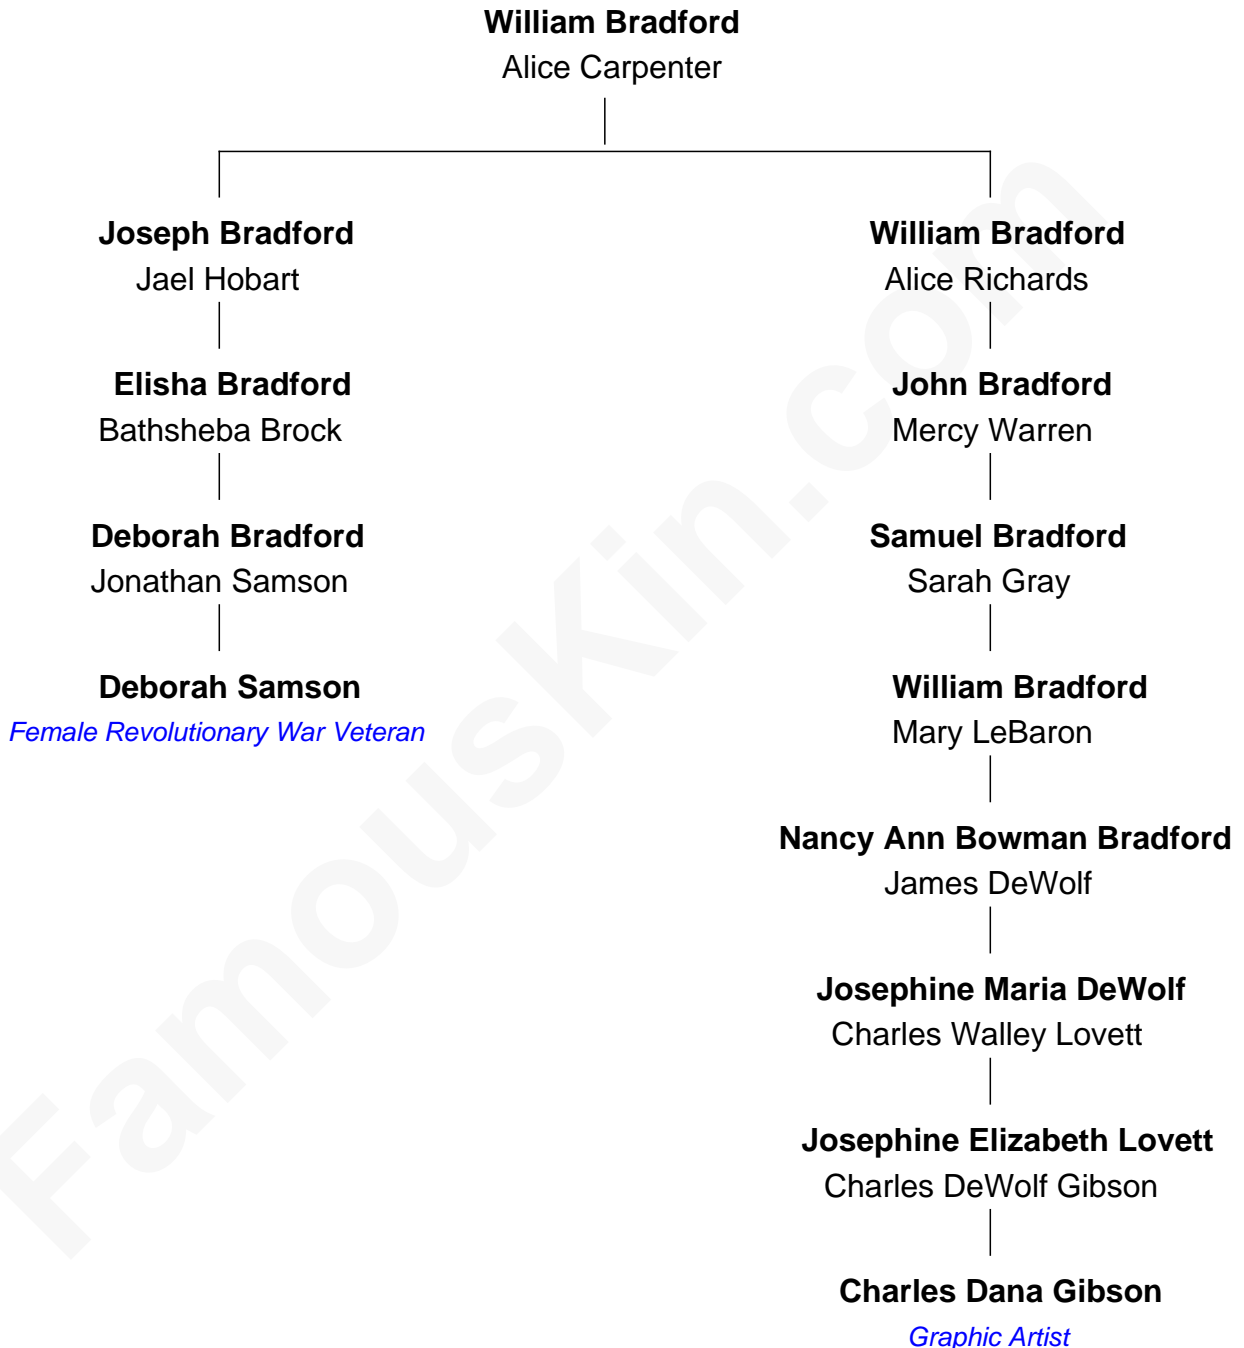 William Bradford
Alice Carpenter
Joseph Bradford
Jael Hobart
Elisha Bradford
Bathsheba Brock
Deborah Bradford
Jonathan Samson
Deborah Samson
Female Revolutionary War Veteran
William Bradford
Alice Richards
John Bradford
Mercy Warren
Samuel Bradford
Sarah Gray
William Bradford
Mary LeBaron
Nancy Ann Bowman Bradford
James DeWolf
Josephine Maria DeWolf
Charles Walley Lovett
Josephine Elizabeth Lovett
Charles DeWolf Gibson
Charles Dana Gibson
Graphic Artist
FamousKin.com